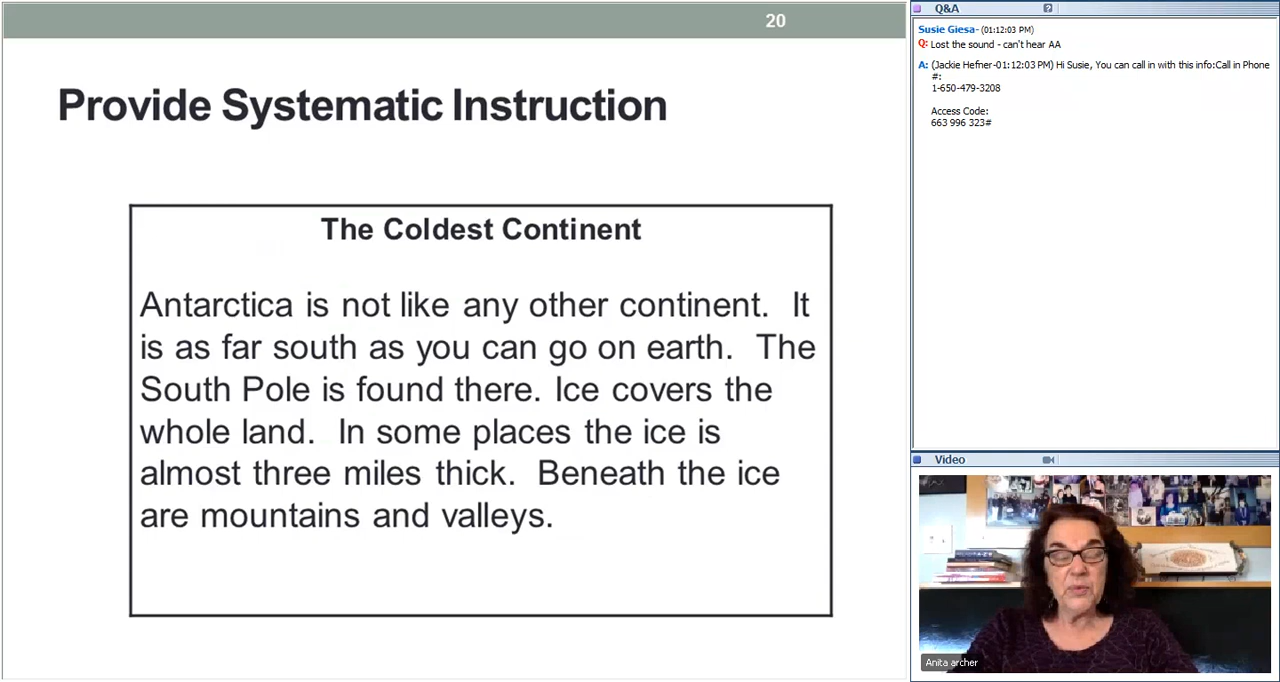 20
Provide Systematic Instruction
The Coldest Continent
Antarctica is not like any other continent.  It
is as far south as you can go on earth.  The
South Pole is found there. Ice covers the
whole land.  In some places the ice is
almost three miles thick.  Beneath the ice
are mountains and valleys.
Q&A
Susie Giesa- (01:12:03 PM)
Q: Lost the sound - can't hear AA
A: (Jackie Hefner-01:12:03 PM) Hi Susie, You can call in with this info:Call in Phone
#:
1-650-479-3208
Access Code:
663 996 323#
Video
Anita archer